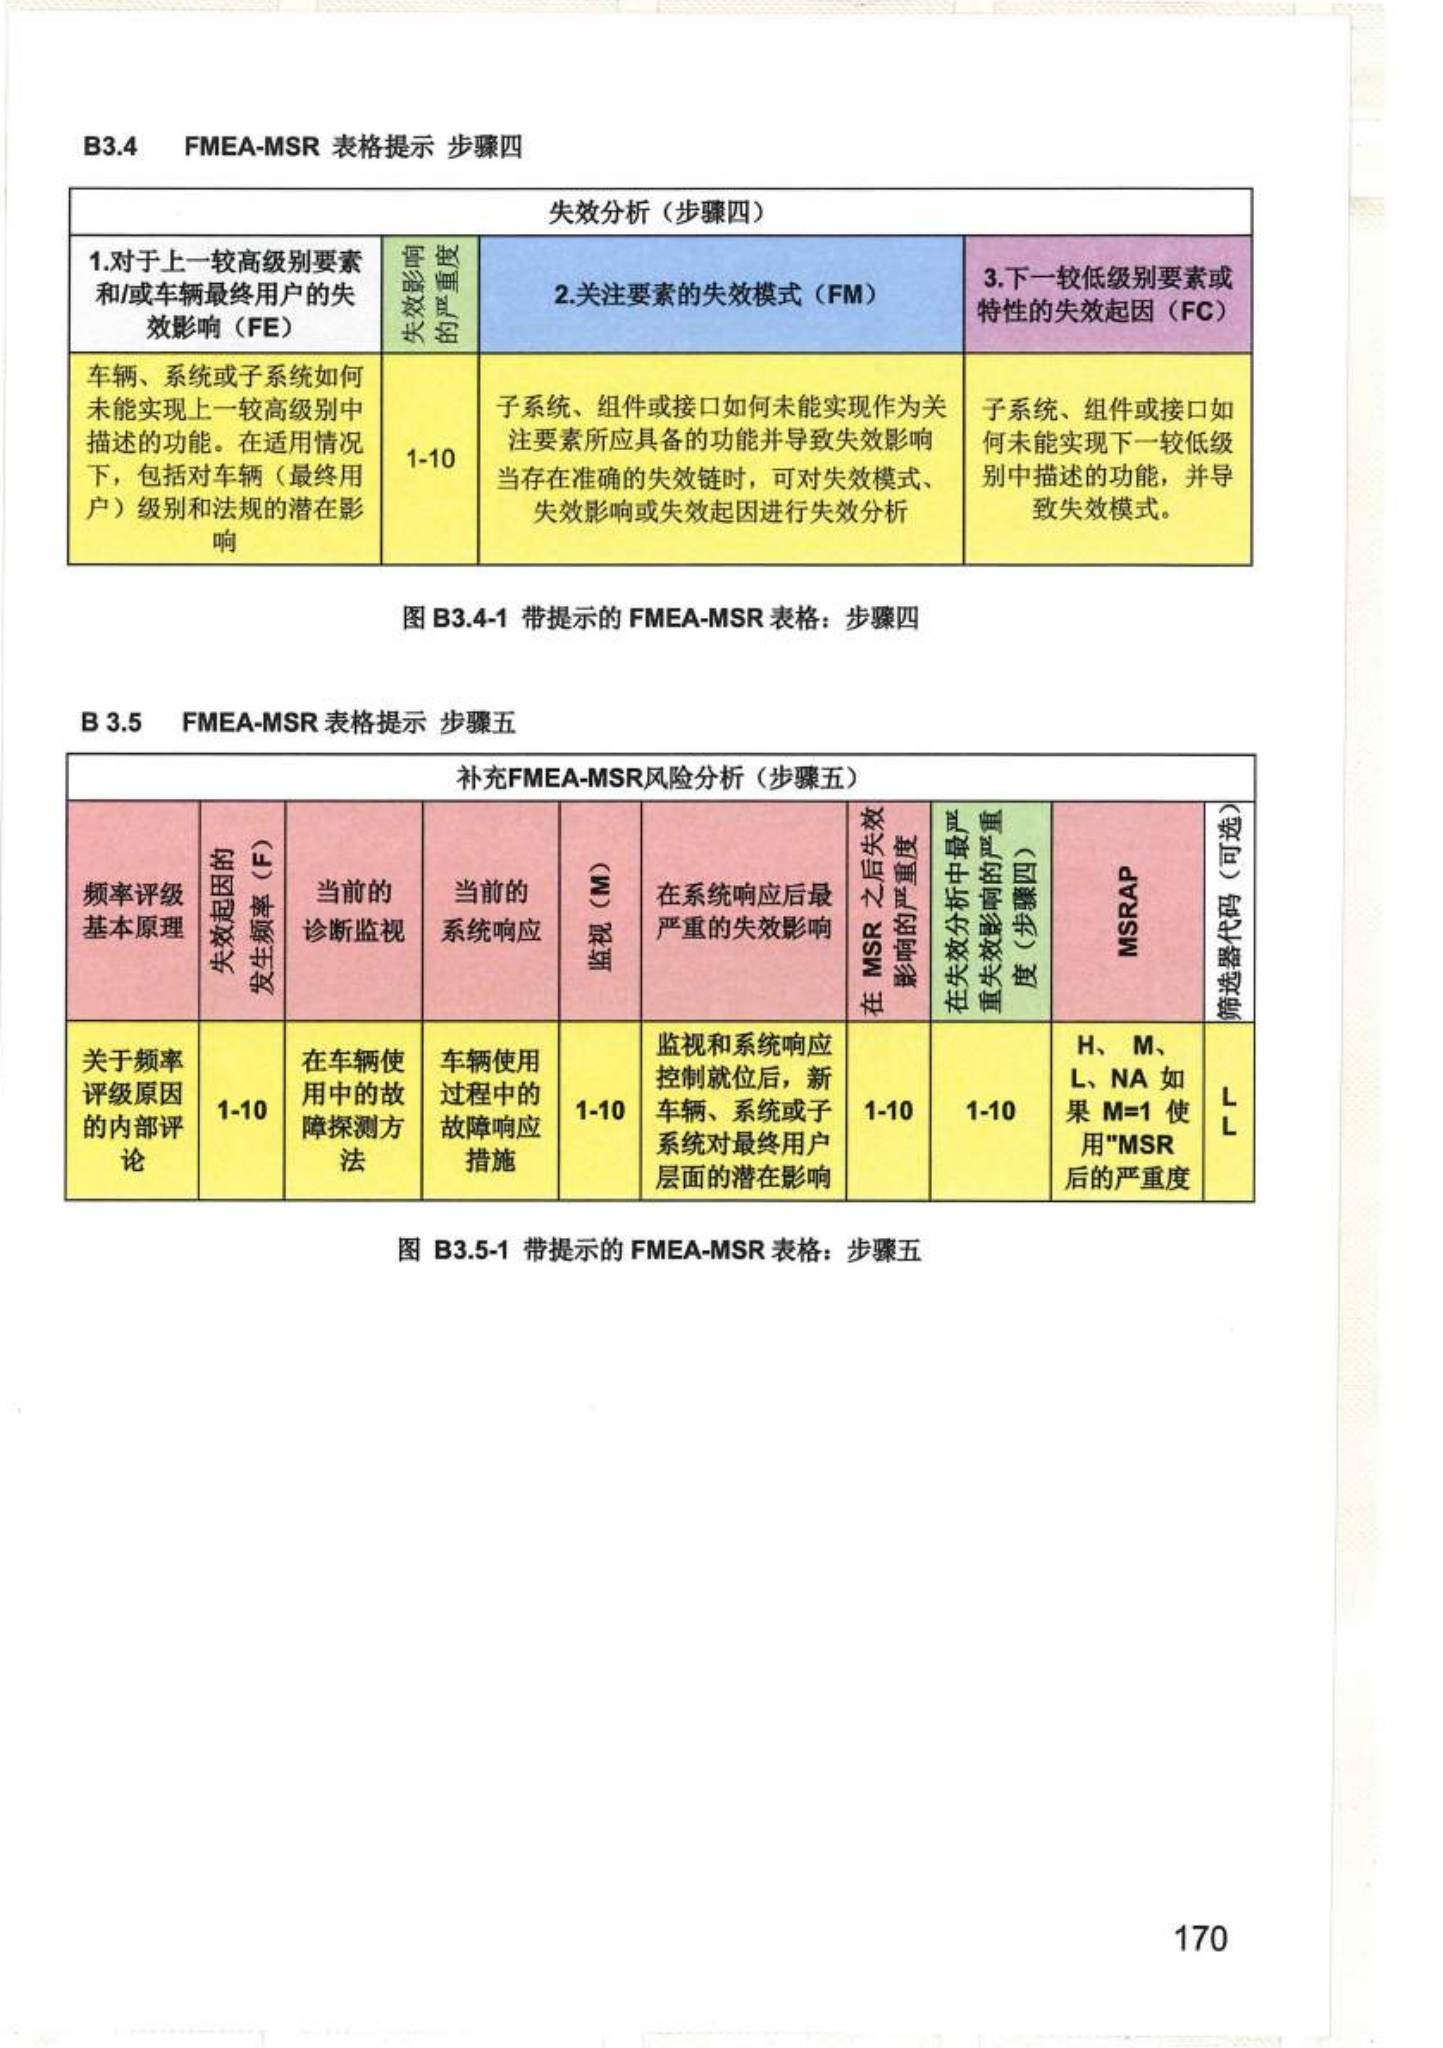 B3.4 FMEA-MSR 表格提示 步骤四
失效分析（步骤四）
1.对于上一较高级别要素
和/或车辆最终用户的失
效影响（FE）
失效影响
的严重度
2.关注要素的失效模式（FM）
3.下一较低级别要素或
特性的失效起因（FC）
车辆、系统或子系统如何
未能实现上一较高级别中
描述的功能。在适用情况
下，包括对车辆（最终用
户）级别和法规的潜在影
响
1-10
子系统、组件或接口如何未能实现作为关
注要素所应具备的功能并导致失效影响
当存在准确的失效链时，可对失效模式、
失效影响或失效起因进行失效分析
子系统、组件或接口如
何未能实现下一较低级
别中描述的功能，并导
致失效模式。
图 B3.4-1 带提示的 FMEA-MSR 表格：步骤四
B 3.5 FMEA-MSR 表格提示 步骤五
补充FMEA-MSR风险分析（步骤五）
频率评级
基本原理
失效起因的
发生频率（F）
当前的
诊断监视
当前的
系统响应
监视（M）
在系统响应后最
严重的失效影响
在 MSR 之后失效
影响的严重度
在失效分析中最严
重失效影响的严重
度（步骤四）
MSRAP
筛选器代码（可选）
关于频率
评级原因
的内部评
论
1-10
在车辆使
用中的故
障探测方
法
车辆使用
过程中的
故障响应
措施
1-10
监视和系统响应
控制就位后，新
车辆、系统或子
系统对最终用户
层面的潜在影响
1-10
1-10
H、 M、
L、NA 如
果 M=1 使
用"MSR
后的严重度
L
L
图 B3.5-1 带提示的 FMEA-MSR 表格：步骤五
170